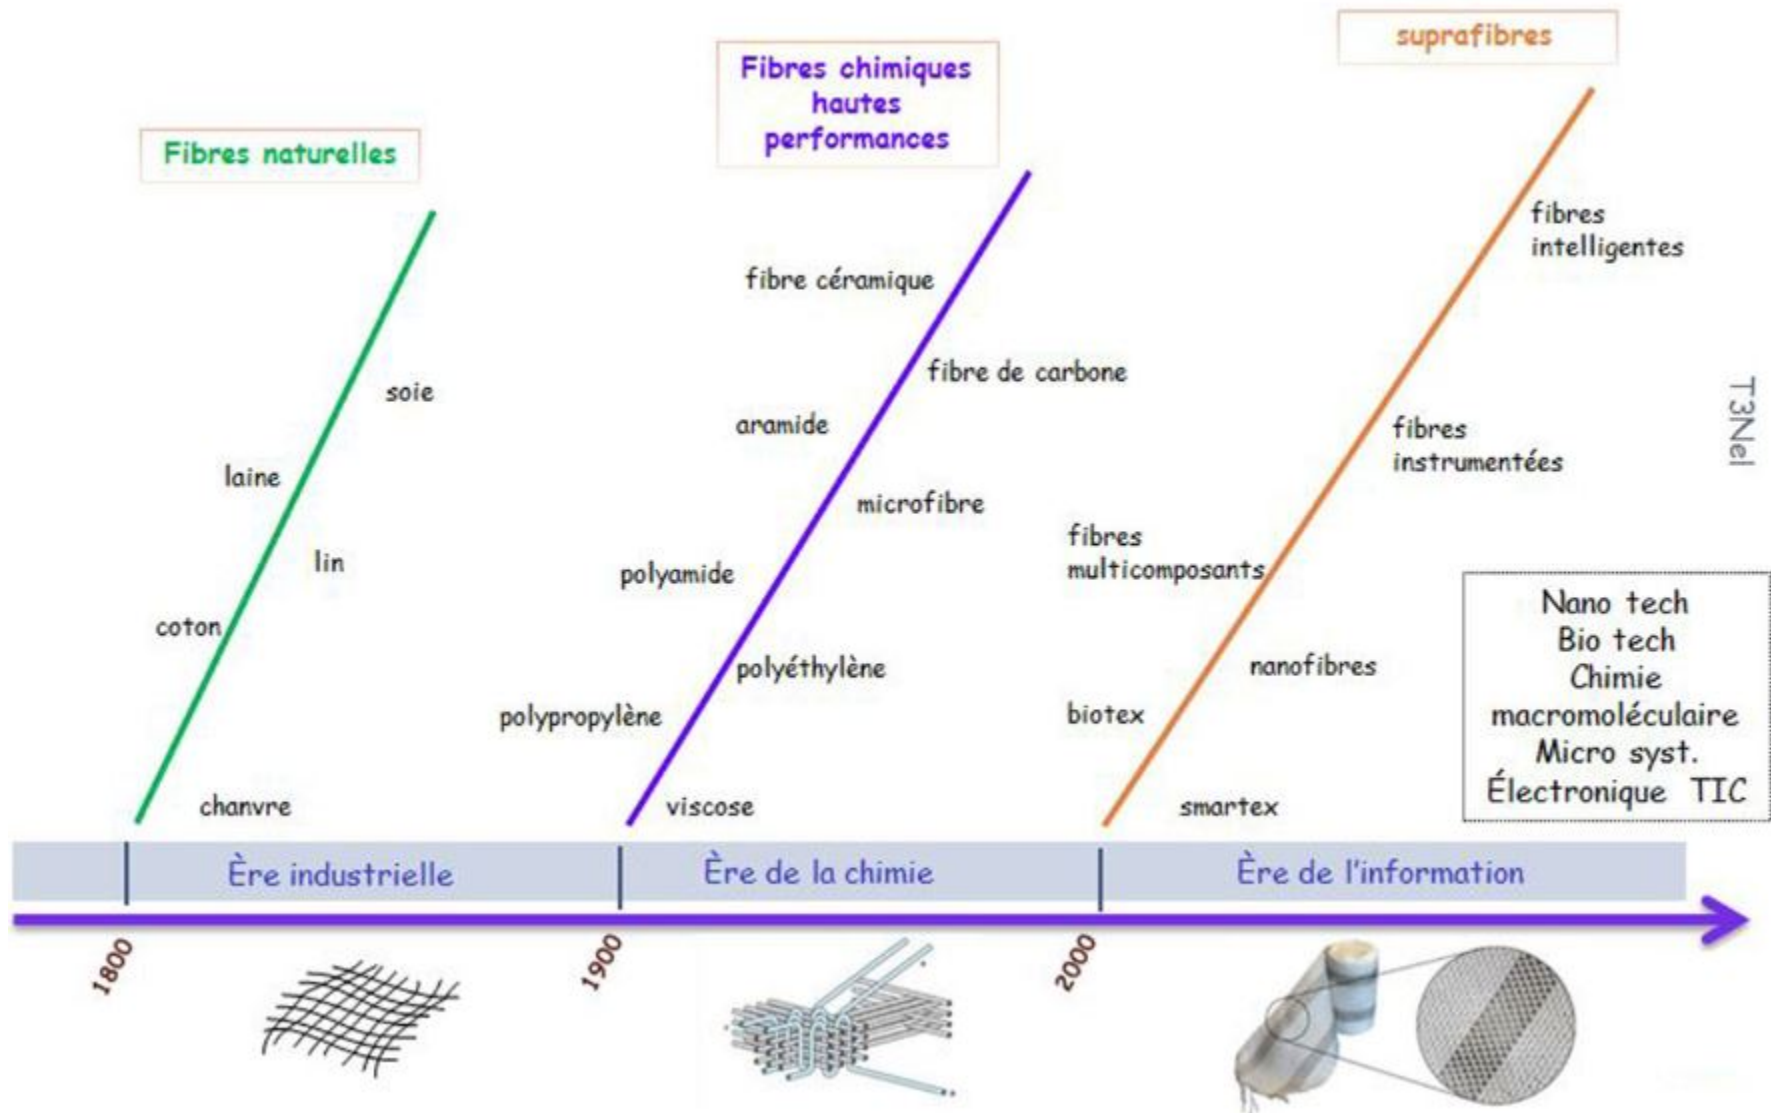 suprafibres
Fibres chimiques
hautes
performances
Fibres naturelles
fibres
intelligentes
fibre céramique
fibre de carbone
soie
aramide
fibres
instrumentées
laine
microfibre
fibres
multicomposants
lin
polyamide
coton
polyéthylène
nanofibres
polypropylène
biotex
chanvre
viscose
smartex
T3Nel
Nano tech
Bio tech
Chimie
macromoléculaire
Micro syst.
Électronique TIC
Ère industrielle
Ère de la chimie
Ère de l'information
1800
1900
2000